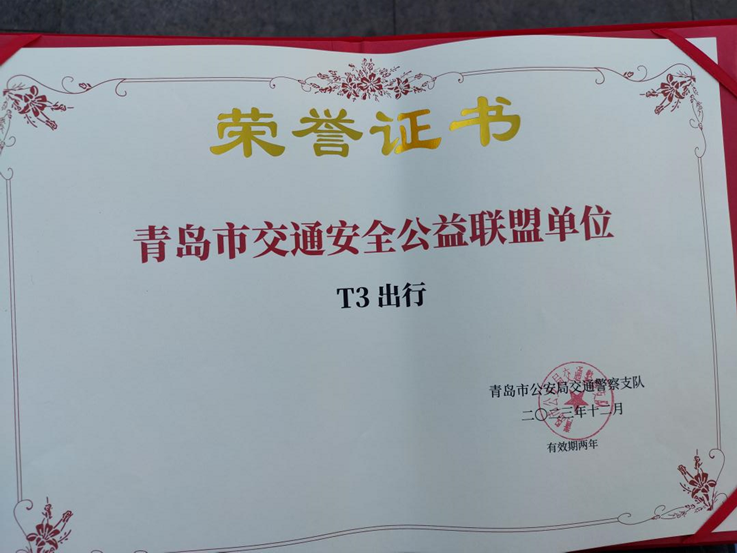 荣誉证书
青岛市交通安全公益联盟单位
T3 出行
青岛市公安局交通警察支队
二〇二三年十二月
有效期两年